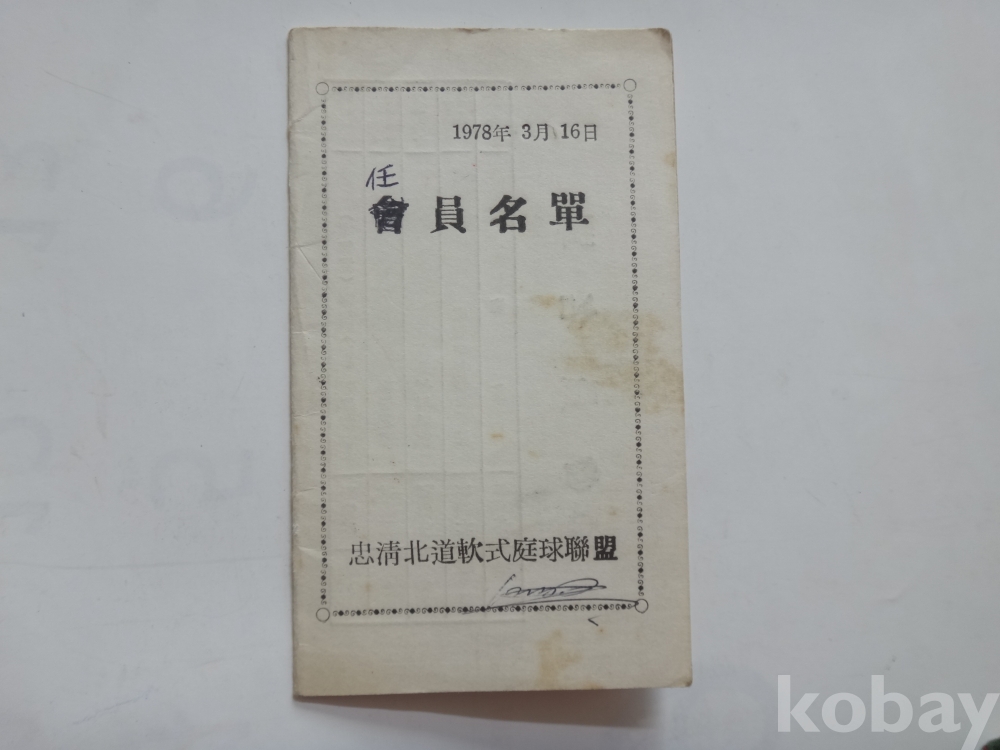 1978年 3月 16日
任
會員名單
忠淸北道軟式庭球聯盟
kobay